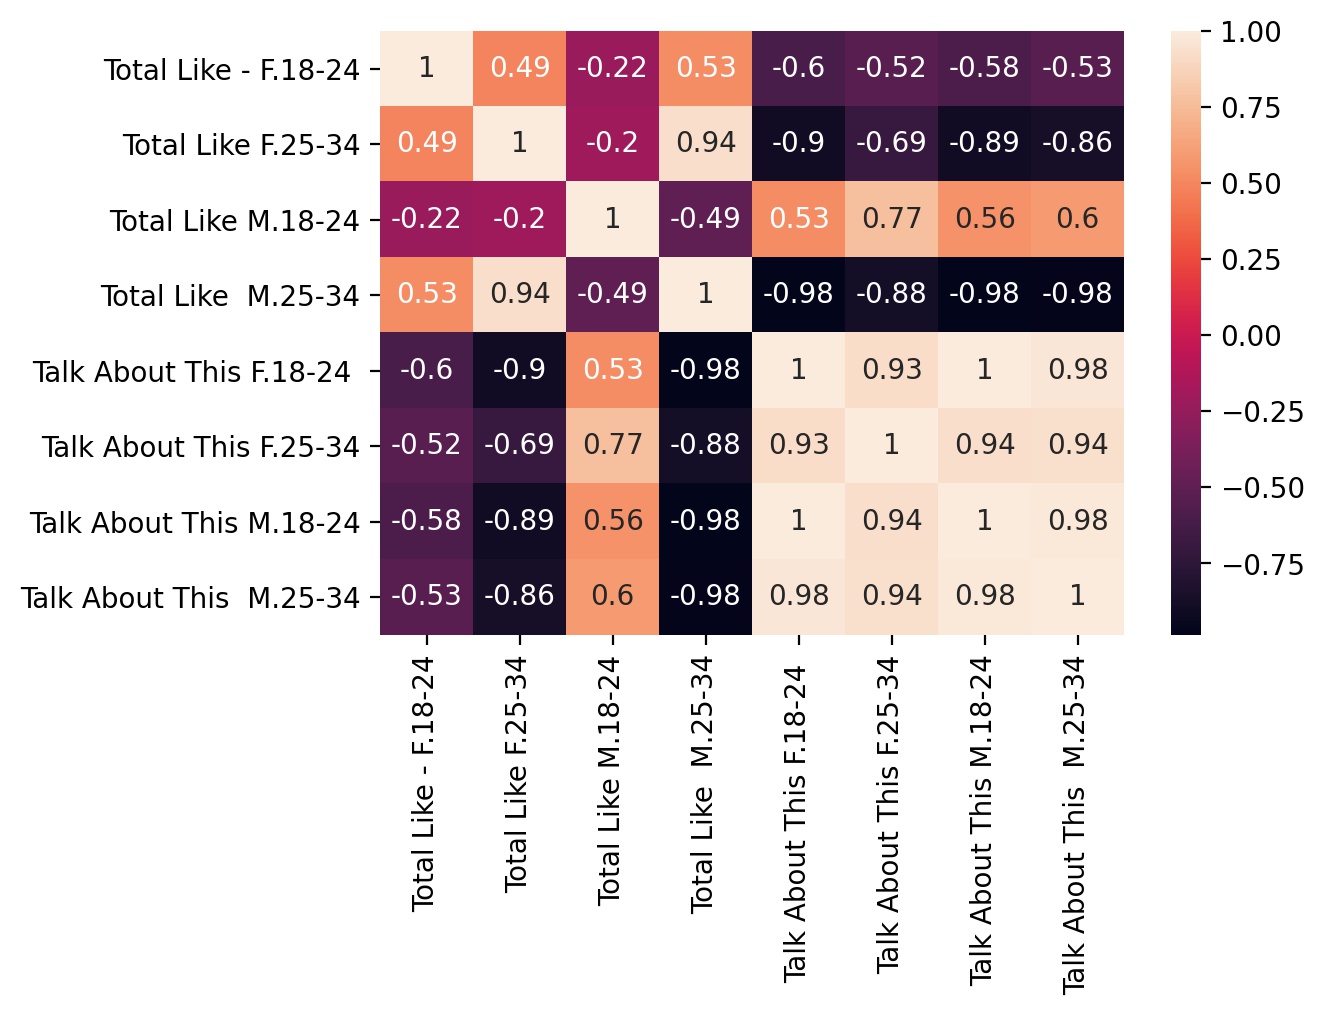 Total Like - F.18-24 1 0.49 -0.22 0.53 -0.6 -0.52 -0.58 -0.53
Total Like F.25-34 0.49 1 -0.2 0.94 -0.9 -0.69 -0.89 -0.86
Total Like M.18-24 -0.22 -0.2 1 -0.49 0.53 0.77 0.56 0.6
Total Like  M.25-34 0.53 0.94 -0.49 1 -0.98 -0.88 -0.98 -0.98
Talk About This F.18-24 -0.6 -0.9 0.53 -0.98 1 0.93 1 0.98
Talk About This F.25-34 -0.52 -0.69 0.77 -0.88 0.93 1 0.94 0.94
Talk About This M.18-24 -0.58 -0.89 0.56 -0.98 1 0.94 1 0.98
Talk About This  M.25-34 -0.53 -0.86 0.6 -0.98 0.98 0.94 0.98 1
Total Like - F.18-24
Total Like F.25-34
Total Like M.18-24
Total Like  M.25-34
Talk About This F.18-24
Talk About This F.25-34
Talk About This M.18-24
Talk About This  M.25-34
1.00
0.75
0.50
0.25
0.00
−0.25
−0.50
−0.75